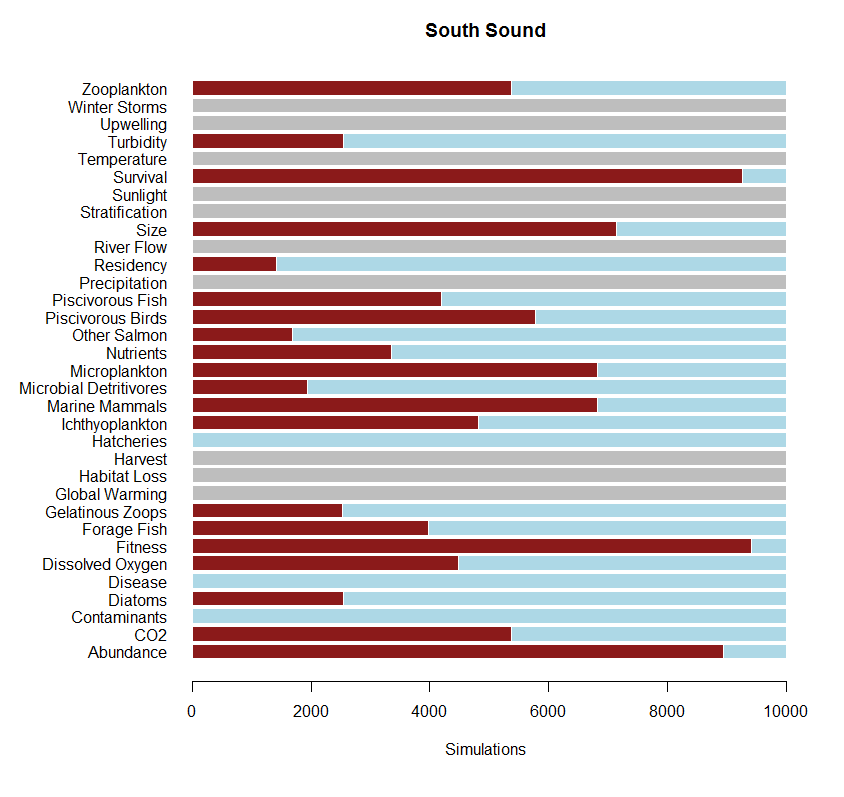 South Sound
Zooplankton
Winter Storms
Upwelling
Turbidity
Temperature
Survival
Sunlight
Stratification
Size
River Flow
Residency
Precipitation
Piscivorous Fish
Piscivorous Birds
Other Salmon
Nutrients
Microplankton
Microbial Detritivores
Marine Mammals
Ichthyoplankton
Hatcheries
Harvest
Habitat Loss
Global Warming
Gelatinous Zoops
Forage Fish
Fitness
Dissolved Oxygen
Disease
Diatoms
Contaminants
CO2
Abundance
0 2000 4000 6000 8000 10000
Simulations